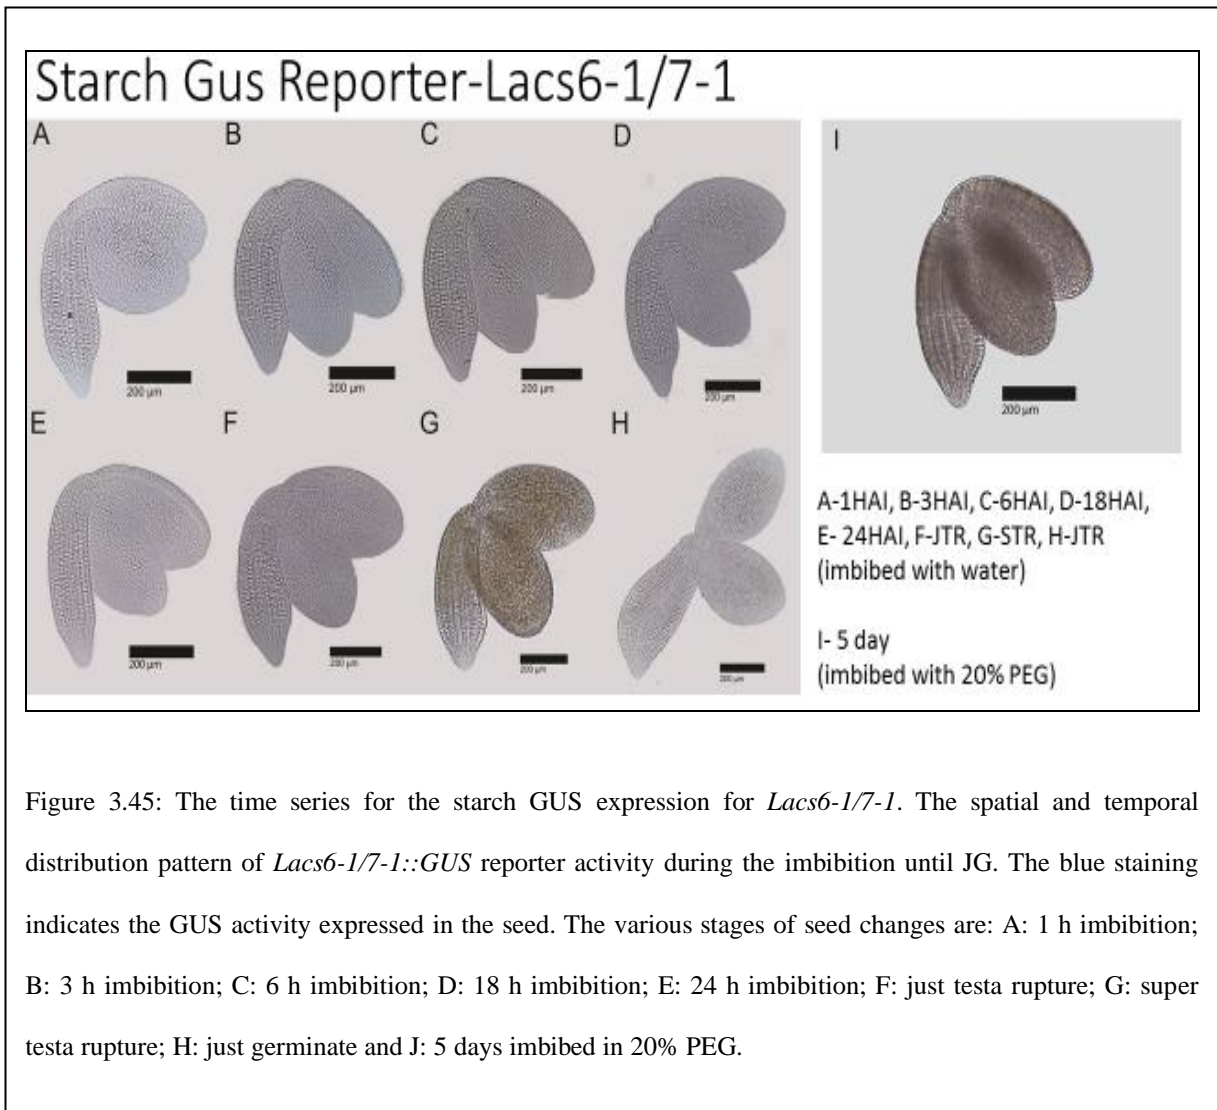 Starch Gus Reporter-Lacs6-1/7-1
A
B
C
D
I
200 µm
200 µm
200 µm
200 µm
200 µm
E
F
G
H
200 µm
200 µm
200 µm
200 µm
A-1HAI, B-3HAI, C-6HAI, D-18HAI,
E- 24HAI, F-JTR, G-STR, H-JTR
(imbibed with water)
I- 5 day
(imbibed with 20% PEG)
Figure 3.45: The time series for the starch GUS expression for Lacs6-1/7-1. The spatial and temporal
distribution pattern of Lacs6-1/7-1::GUS reporter activity during the imbibition until JG. The blue staining
indicates the GUS activity expressed in the seed. The various stages of seed changes are: A: 1 h imbibition;
B: 3 h imbibition; C: 6 h imbibition; D: 18 h imbibition; E: 24 h imbibition; F: just testa rupture; G: super
testa rupture; H: just germinate and J: 5 days imbibed in 20% PEG.